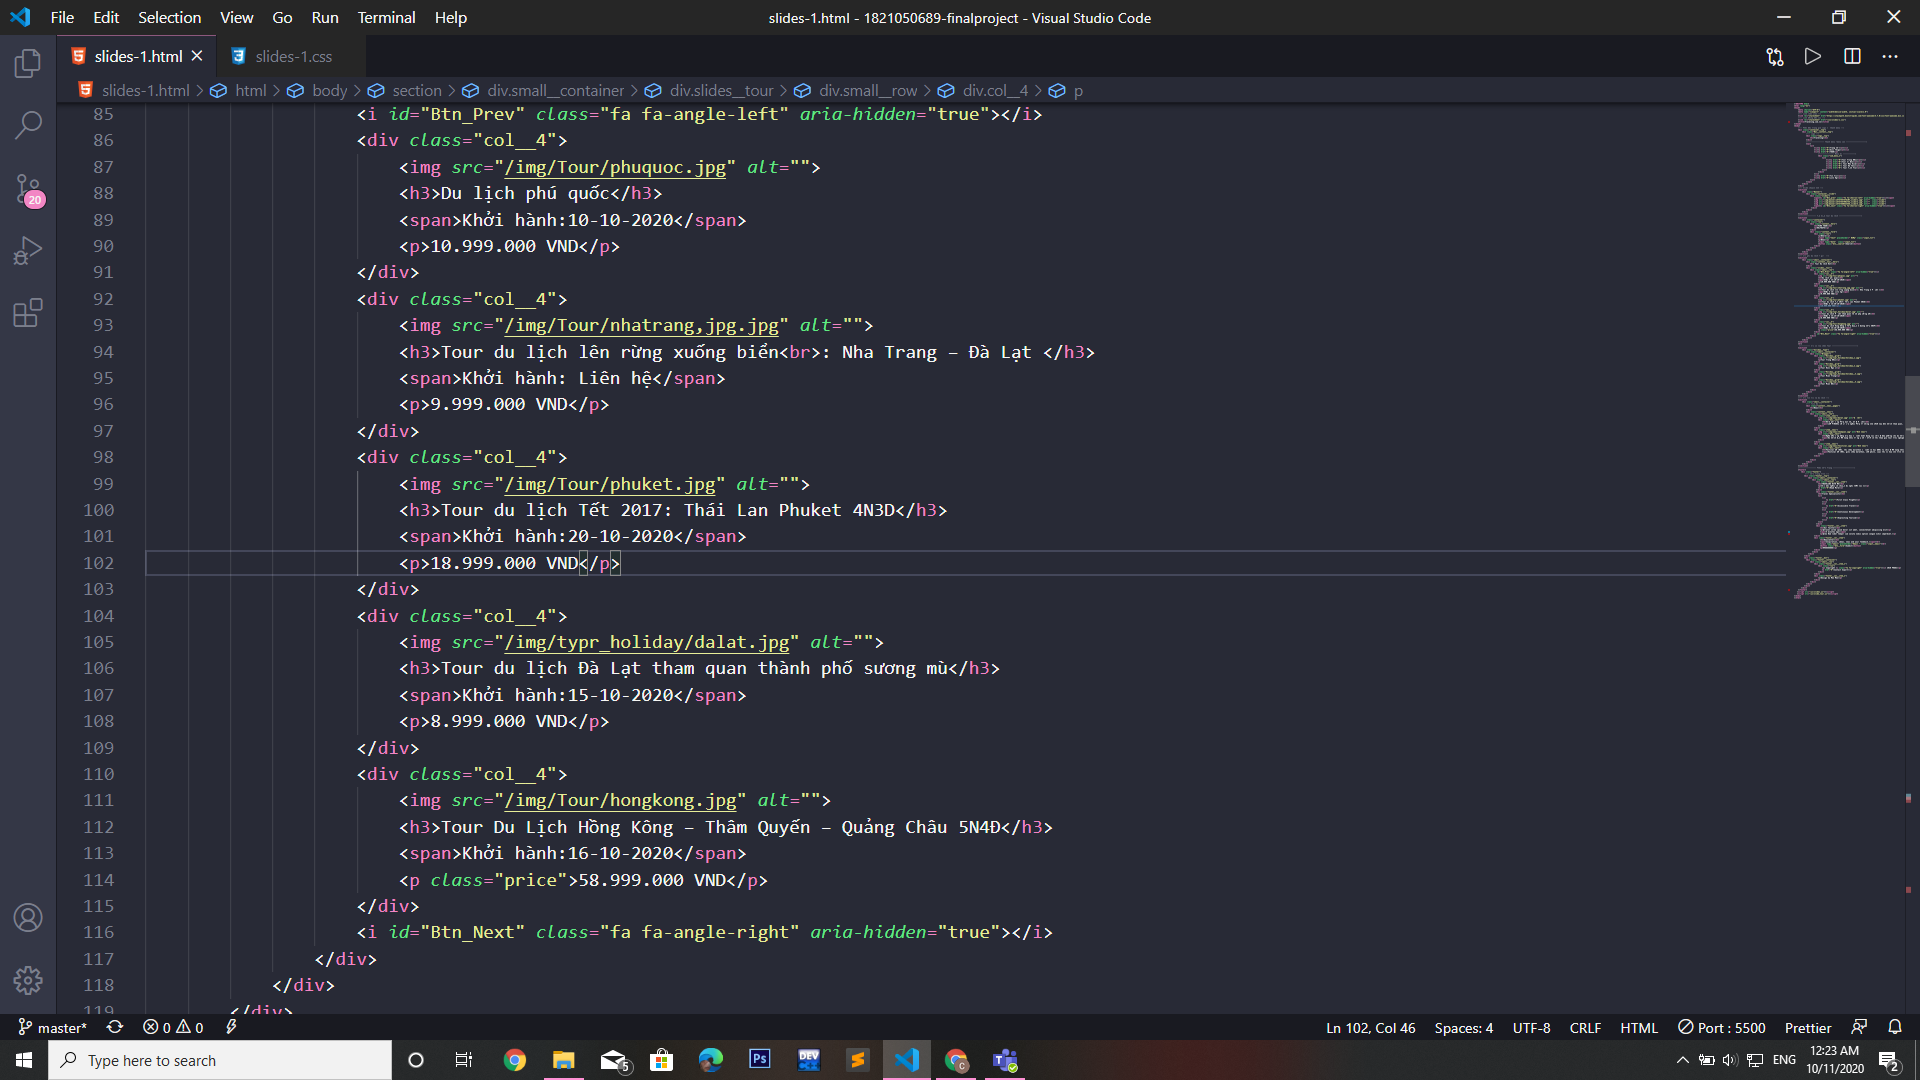 File Edit Selection View Go Run Terminal Help
slides-1.html - 1821050689-finalproject - Visual Studio Code
slides-1.html
slides-1.css
slides-1.html > html > body > section > div.small__container > div.slides__tour > div.small__row > div.col__4 > p
85 <i id="Btn_Prev" class="fa fa-angle-left" aria-hidden="true"></i>
86 <div class="col__4">
87 <img src="/img/Tour/phuquoc.jpg" alt="">
88 <h3>Du lịch phú quốc</h3>
89 <span>Khởi hành:10-10-2020</span>
90 <p>10.999.000 VND</p>
91 </div>
92 <div class="col__4">
93 <img src="/img/Tour/nhatrang,jpg.jpg" alt="">
94 <h3>Tour du lịch lên rừng xuống biển<br>: Nha Trang – Đà Lạt </h3>
95 <span>Khởi hành: Liên hệ</span>
96 <p>9.999.000 VND</p>
97 </div>
98 <div class="col__4">
99 <img src="/img/Tour/phuket.jpg" alt="">
100 <h3>Tour du lịch Tết 2017: Thái Lan Phuket 4N3D</h3>
101 <span>Khởi hành:20-10-2020</span>
102 <p>18.999.000 VND</p>
103 </div>
104 <div class="col__4">
105 <img src="/img/typr_holiday/dalat.jpg" alt="">
106 <h3>Tour du lịch Đà Lạt tham quan thành phố sương mù</h3>
107 <span>Khởi hành:15-10-2020</span>
108 <p>8.999.000 VND</p>
109 </div>
110 <div class="col__4">
111 <img src="/img/Tour/hongkong.jpg" alt="">
112 <h3>Tour Du Lịch Hồng Kông – Thâm Quyến – Quảng Châu 5N4Đ</h3>
113 <span>Khởi hành:16-10-2020</span>
114 <p class="price">58.999.000 VND</p>
115 </div>
116 <i id="Btn_Next" class="fa fa-angle-right" aria-hidden="true"></i>
117 </div>
118 </div>
119 </div>
20
master* 0 0
Ln 102, Col 46 Spaces: 4 UTF-8 CRLF HTML Port : 5500 Prettier
Type here to search
5
Ps
DEV
ENG
12:23 AM
10/11/2020
2